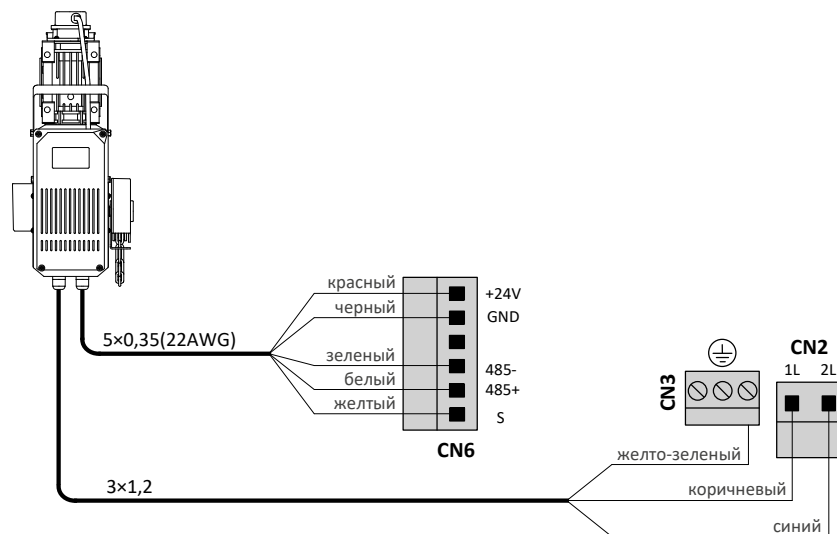 красный
+24V
черный
GND
5×0,35(22AWG)
зеленый
485-
белый
485+
желтый
S
CN6
CN3
CN2
1L 2L
желто-зеленый
3×1,2
коричневый
синий